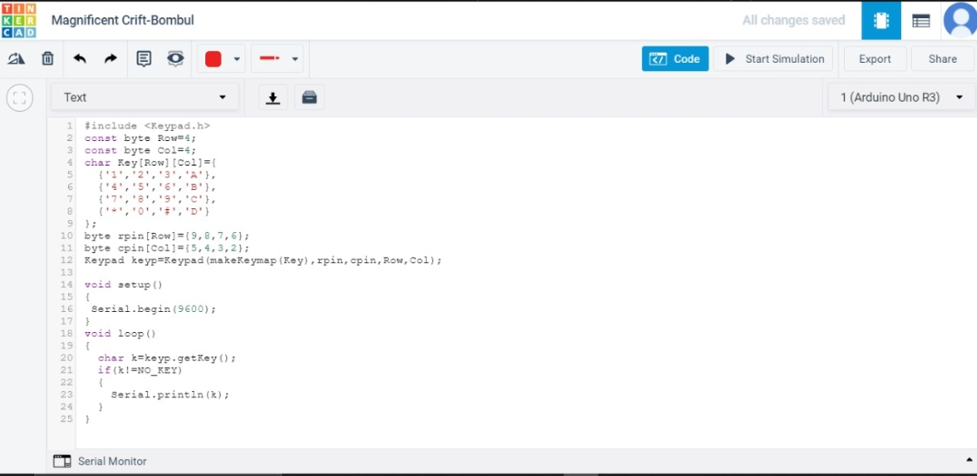 TIN
KER
CAD
Magnificent Crift-Bombul
All changes saved
Code
Start Simulation
Export
Share
Text
1 (Arduino Uno R3)
1 #include <Keypad.h>
2 const byte Row=4;
3 const byte Col=4;
4 char Key[Row][Col]={
5 {'1','2','3','A'},
6 {'4','5','6','B'},
7 {'7','8','9','C'},
8 {'*','0','#','D'}
9 };
10 byte rpin[Row]={9,8,7,6};
11 byte cpin[Col]={5,4,3,2};
12 Keypad keyp=Keypad(makeKeymap(Key),rpin,cpin,Row,Col);
13
14 void setup()
15 {
16 Serial.begin(9600);
17 }
18 void loop()
19 {
20 char k=keyp.getKey();
21 if(k!=NO_KEY)
22 {
23 Serial.println(k);
24 }
25 }
Serial Monitor